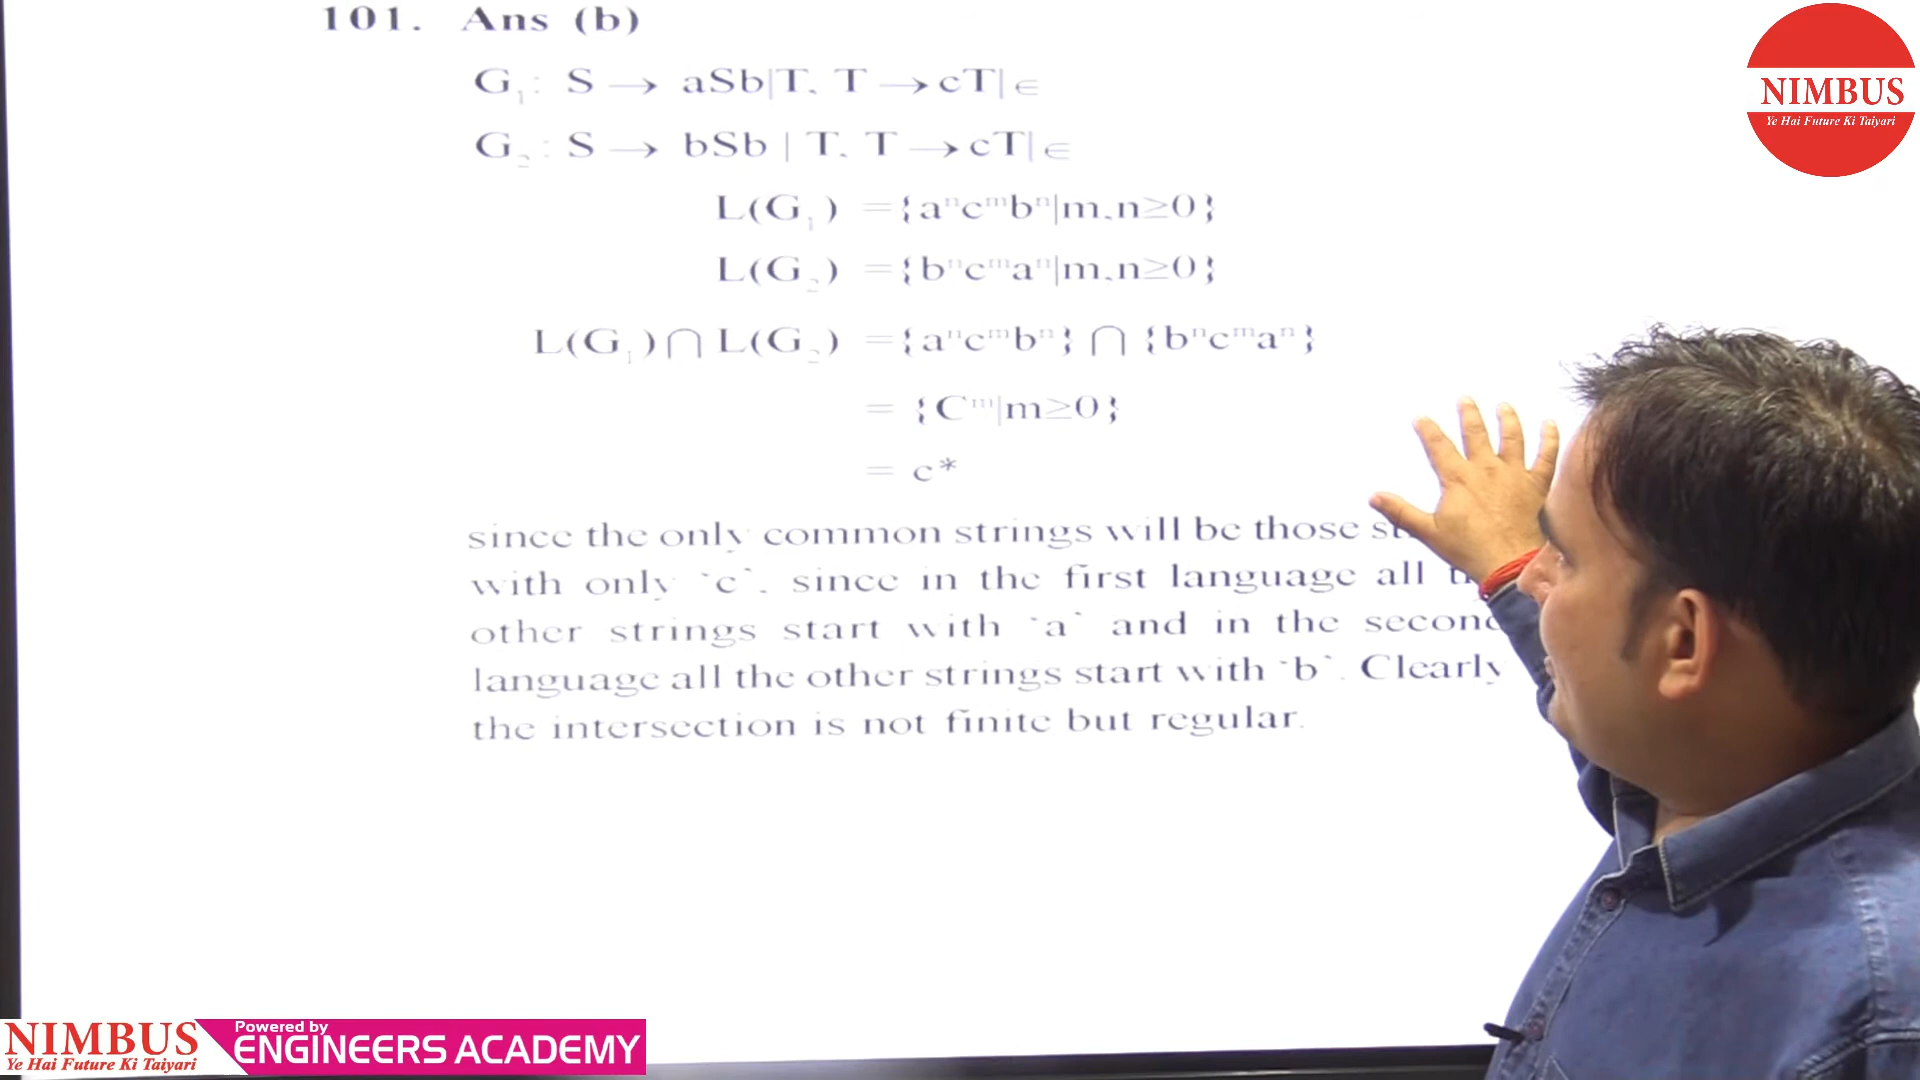 101. Ans (b)
G₁: S → aSb|T, T → cT|∈
G₂: S → bSb | T, T → cT|∈
L(G₁) ={aⁿcᵐbⁿ|m,n≥0}
L(G₂) ={bⁿcᵐaⁿ|m,n≥0}
L(G₁)∩L(G₂) ={aⁿcᵐbⁿ}∩{bⁿcᵐaⁿ}
= {Cᵐ|m≥0}
= c*
since the only common strings will be those
with only `c`, since in the first language all
other strings start with `a` and in the second
language all the other strings start with `b`. Clearly
the intersection is not finite but regular.
NIMBUS
Ye Hai Future Ki Taiyari
NIMBUS
Ye Hai Future Ki Taiyari
Powered by
ENGINEERS ACADEMY